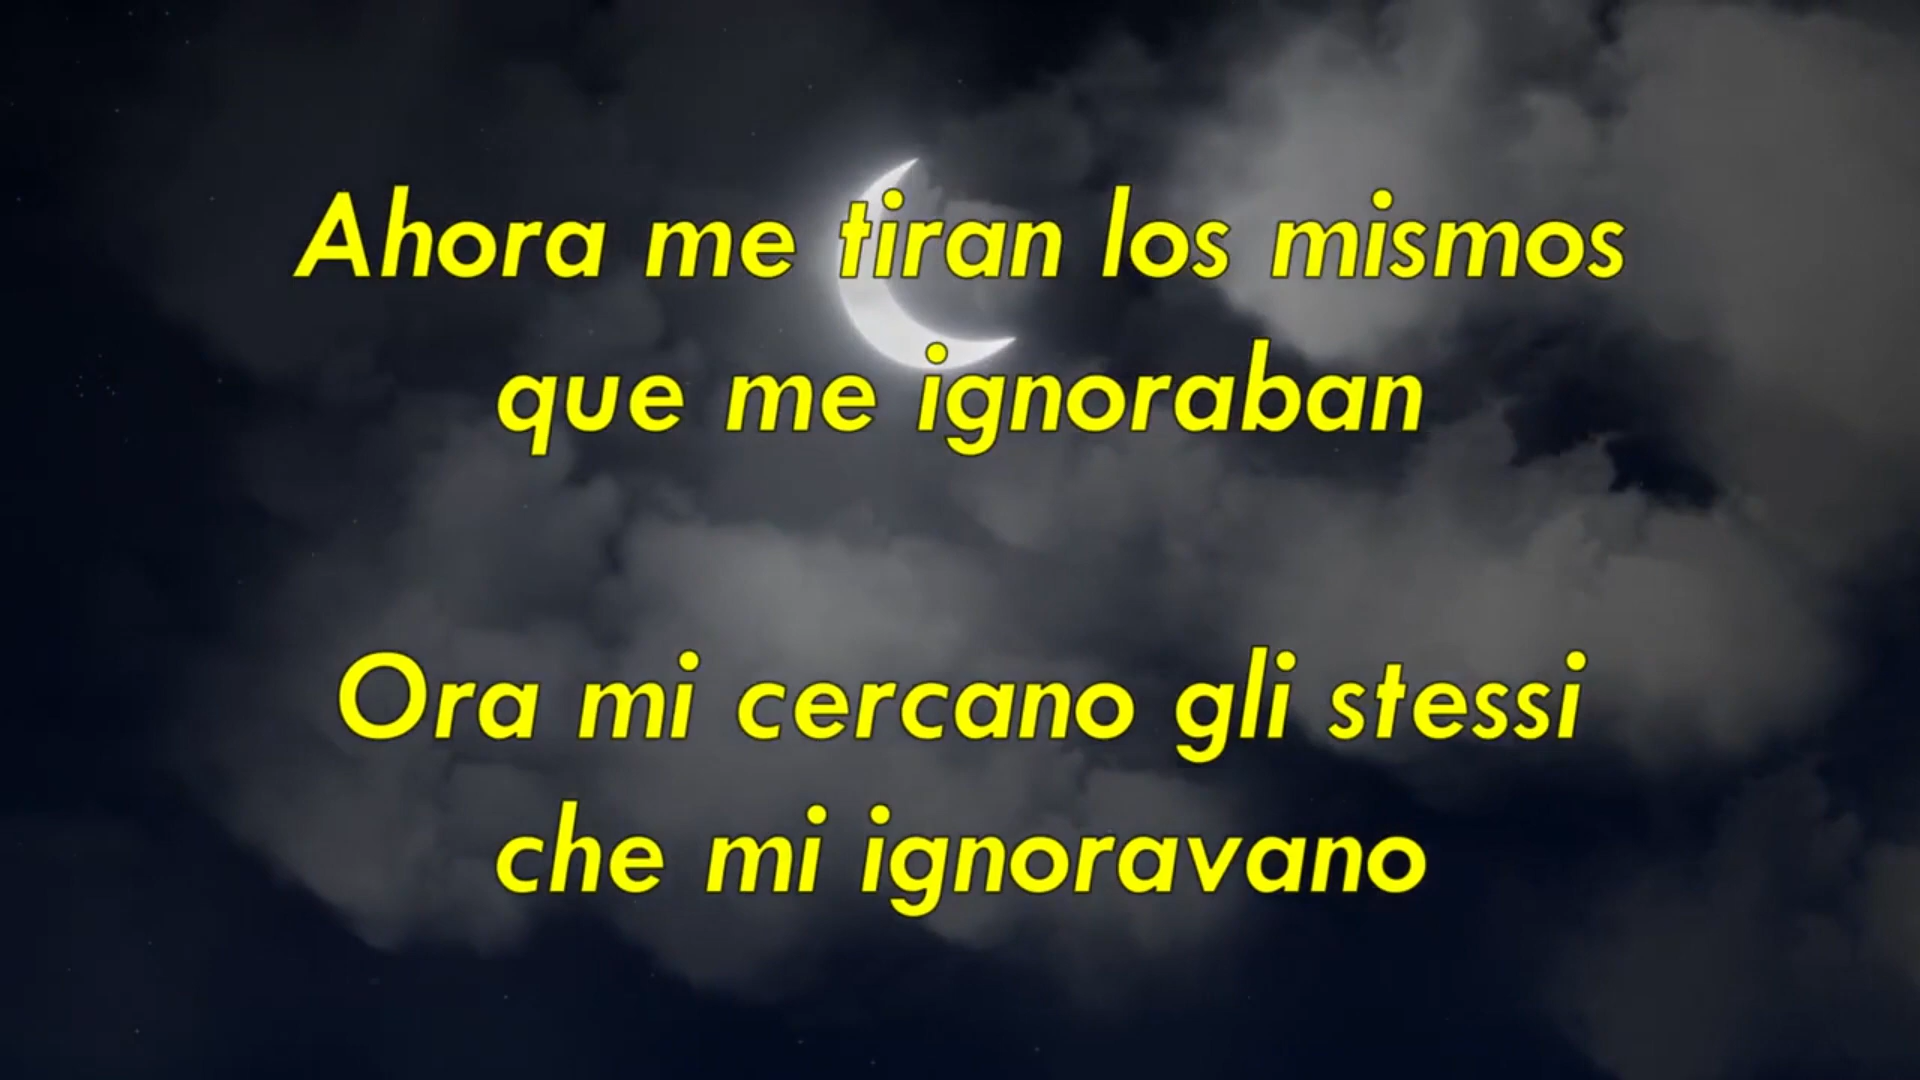 Ahora me tiran los mismos
que me ignoraban
Ora mi cercano gli stessi
che mi ignoravano